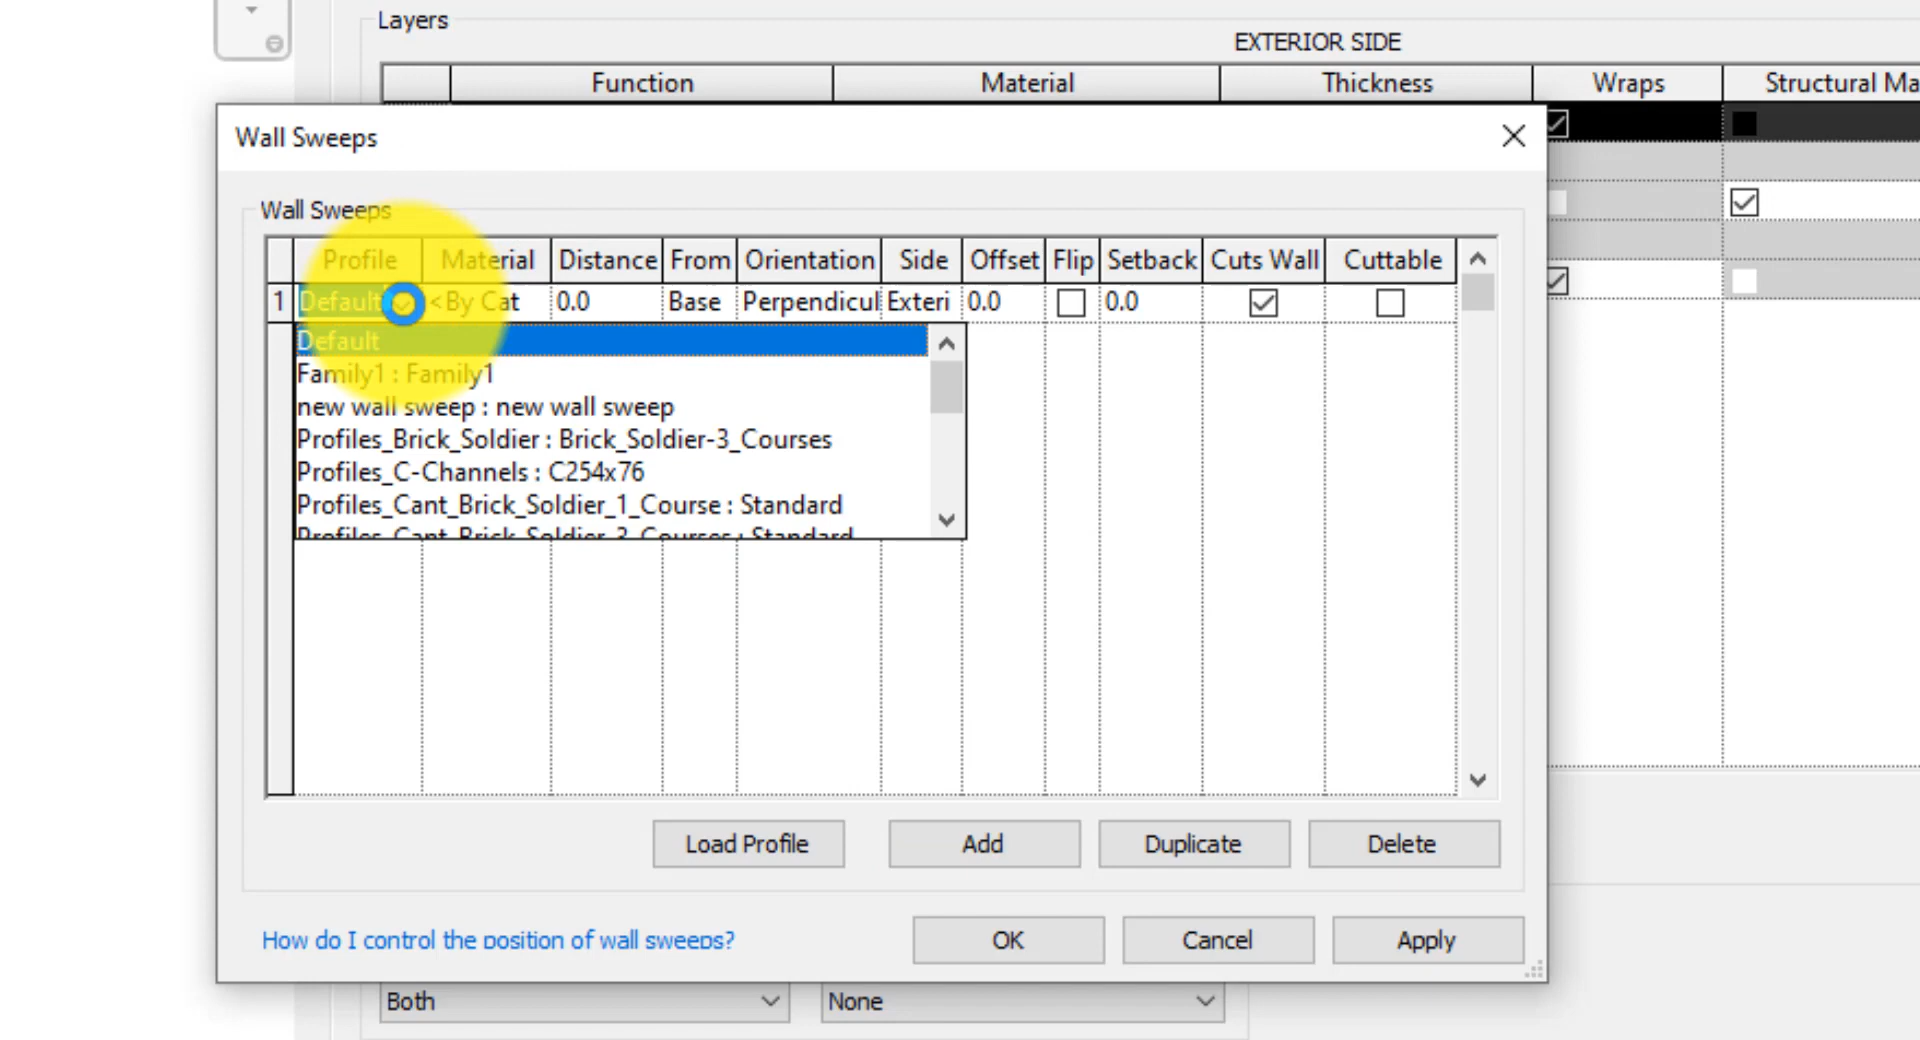 Layers
EXTERIOR SIDE
Function Material Thickness Wraps Structural Ma
Wall Sweeps
Wall Sweeps
Profile Material Distance From Orientation Side Offset Flip Setback Cuts Wall Cuttable
1 Default <By Cat 0.0 Base Perpendicul Exteri 0.0 0.0
Default
Family1 : Family1
new wall sweep : new wall sweep
Profiles_Brick_Soldier : Brick_Soldier-3_Courses
Profiles_C-Channels : C254x76
Profiles_Cant_Brick_Soldier_1_Course : Standard
Profiles_Cant_Brick_Soldier_3_Courses : Standard
Load Profile Add Duplicate Delete
How do I control the position of wall sweeps? OK Cancel Apply
Both None